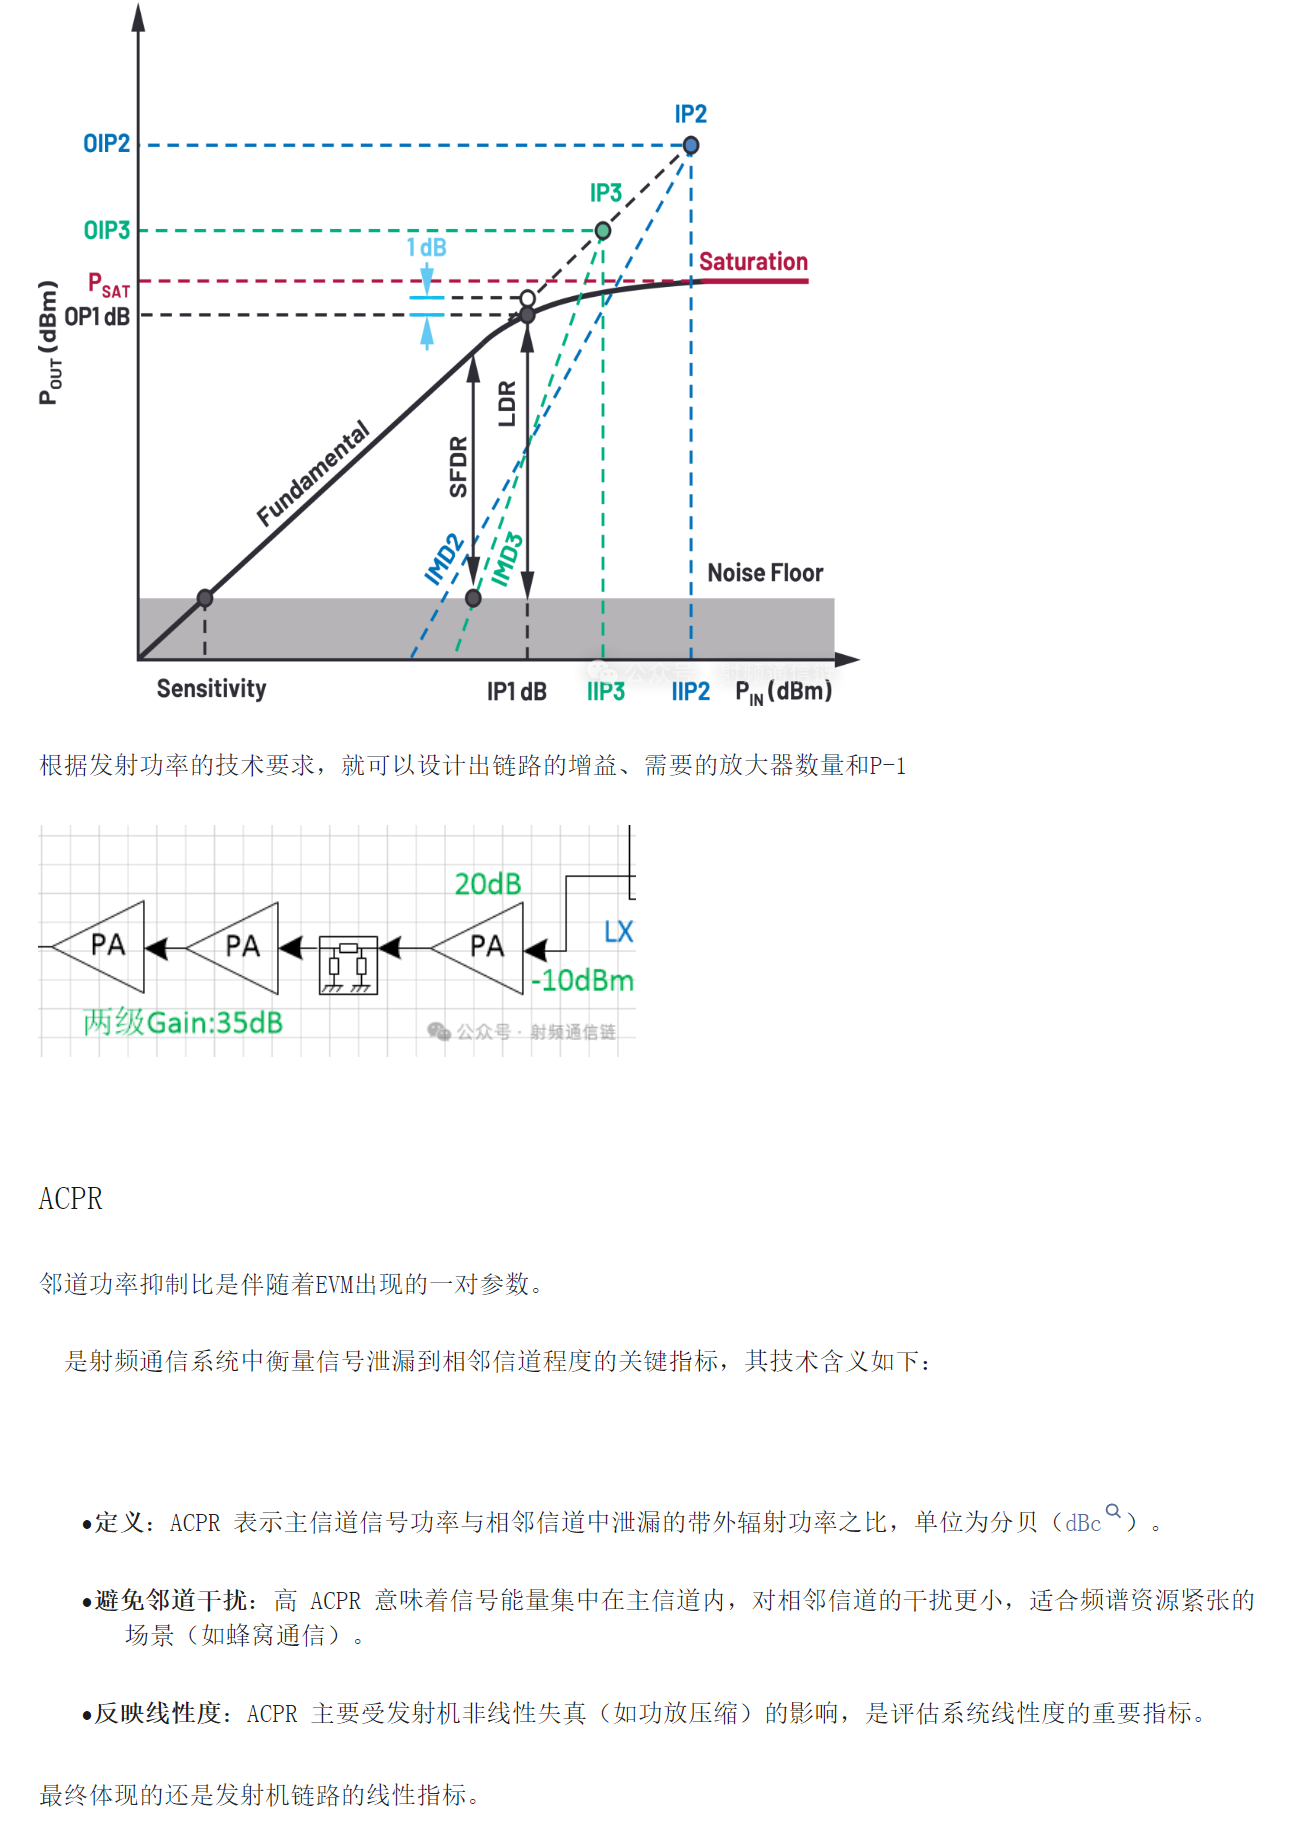 IP2
OIP2
IP3
OIP3
1 dB
Saturation
PSAT
OP1 dB
POUT (dBm)
LDR
SFDR
Fundamental
IMD2
IMD3
Noise Floor
Sensitivity
IP1 dB
IIP3
IIP2
PIN (dBm)
根据发射功率的技术要求，就可以设计出链路的增益、需要的放大器数量和P-1
20dB
PA
PA
PA
LX
-10dBm
两级Gain:35dB
公众号 · 射频通信链
ACPR
邻道功率抑制比是伴随着EVM出现的一对参数。
是射频通信系统中衡量信号泄漏到相邻信道程度的关键指标，其技术含义如下：
●定义：ACPR 表示主信道信号功率与相邻信道中泄漏的带外辐射功率之比，单位为分贝（dBc）。
●避免邻道干扰：高 ACPR 意味着信号能量集中在主信道内，对相邻信道的干扰更小，适合频谱资源紧张的
场景（如蜂窝通信）。
●反映线性度：ACPR 主要受发射机非线性失真（如功放压缩）的影响，是评估系统线性度的重要指标。
最终体现的还是发射机链路的线性指标。